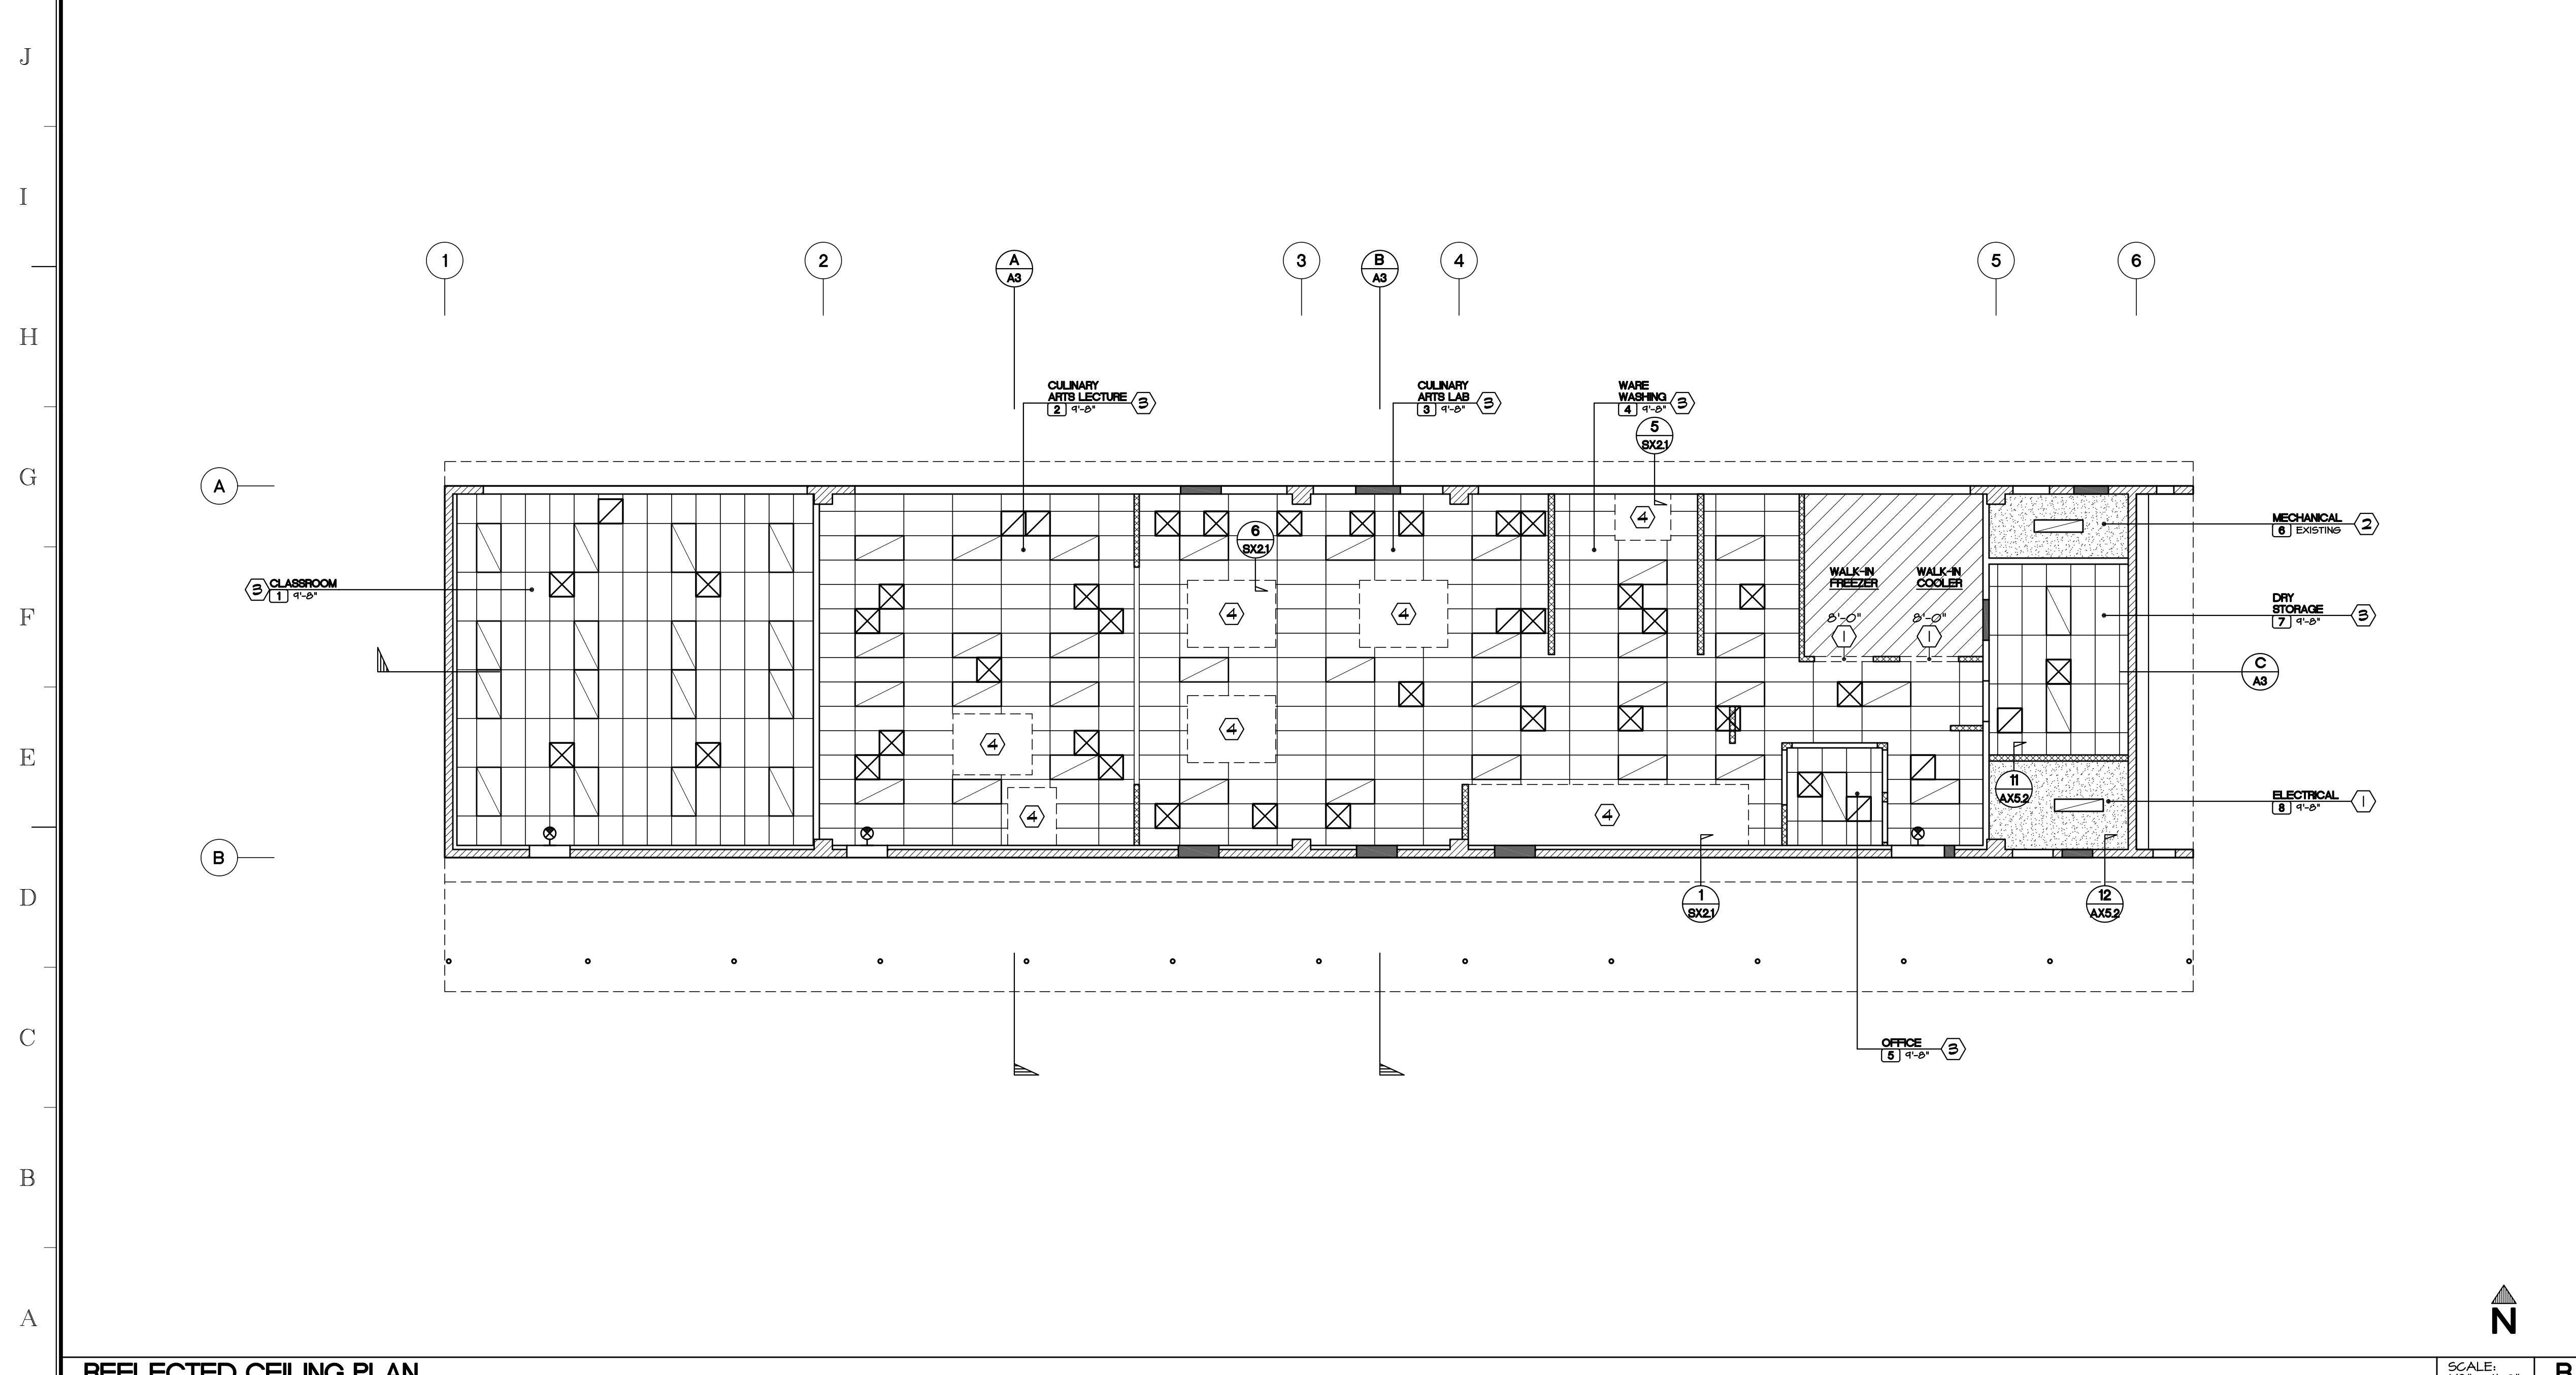 J
I
H
G
F
E
D
C
B
A
1
2
3
4
5
6
A
A3
B
A3
CULINARY
ARTS LECTURE
2 9'-8"
3
CULINARY
ARTS LAB
3 9'-8"
3
WARE
WASHING
4 9'-8"
3
5
SX2.1
A
4
6
SX2.1
MECHANICAL
6 EXISTING
2
3
CLASSROOM
1 9'-8"
WALK-IN
FREEZER
8'-0"
1
WALK-IN
COOLER
8'-0"
1
4
4
DRY
STORAGE
7 9'-8"
3
C
A3
4
4
4
4
11
AX5.2
ELECTRICAL
8 9'-8"
1
B
1
SX2.1
12
AX5.2
OFFICE
5 9'-8"
3
N
REFLECTED CEILING PLAN
SCALE: